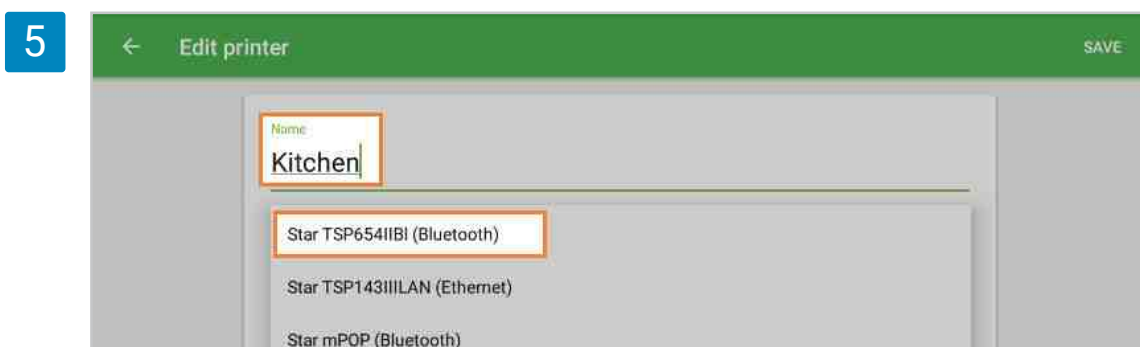 5
← Edit printer SAVE
Name
Kitchen
Star TSP654IIBI (Bluetooth)
Star TSP143IIILAN (Ethernet)
Star mPOP (Bluetooth)